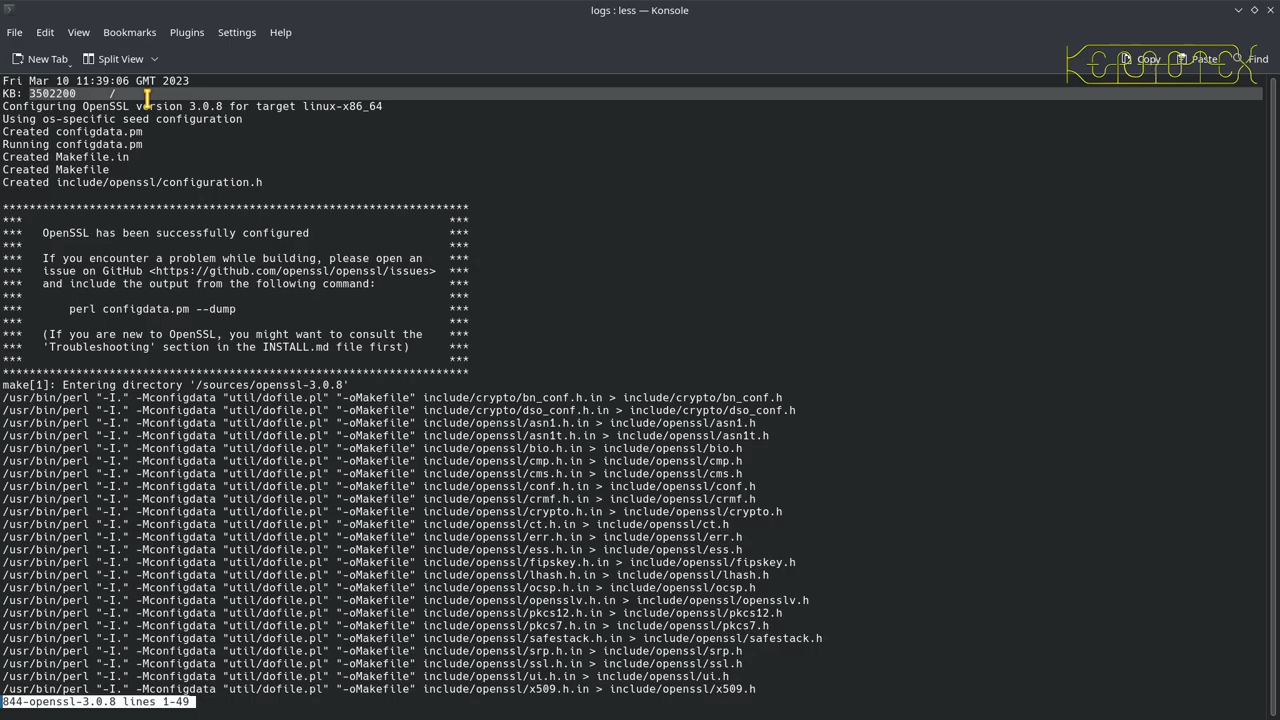 logs : less — Konsole
File Edit View Bookmarks Plugins Settings Help
New Tab Split View Copy Paste Find
Fri Mar 10 11:39:06 GMT 2023
KB: 3502200 /
Configuring OpenSSL version 3.0.8 for target linux-x86_64
Using os-specific seed configuration
Created configdata.pm
Running configdata.pm
Created Makefile.in
Created Makefile
Created include/openssl/configuration.h
**********************************************************************
*** ***
*** OpenSSL has been successfully configured ***
*** ***
*** If you encounter a problem while building, please open an ***
*** issue on GitHub <https://github.com/openssl/openssl/issues> ***
*** and include the output from the following command: ***
*** ***
*** perl configdata.pm --dump ***
*** ***
*** (If you are new to OpenSSL, you might want to consult the ***
*** 'Troubleshooting' section in the INSTALL.md file first) ***
*** ***
**********************************************************************
make[1]: Entering directory '/sources/openssl-3.0.8'
/usr/bin/perl "-I." -Mconfigdata "util/dofile.pl" "-oMakefile" include/crypto/bn_conf.h.in > include/crypto/bn_conf.h
/usr/bin/perl "-I." -Mconfigdata "util/dofile.pl" "-oMakefile" include/crypto/dso_conf.h.in > include/crypto/dso_conf.h
/usr/bin/perl "-I." -Mconfigdata "util/dofile.pl" "-oMakefile" include/openssl/asn1.h.in > include/openssl/asn1.h
/usr/bin/perl "-I." -Mconfigdata "util/dofile.pl" "-oMakefile" include/openssl/asn1t.h.in > include/openssl/asn1t.h
/usr/bin/perl "-I." -Mconfigdata "util/dofile.pl" "-oMakefile" include/openssl/bio.h.in > include/openssl/bio.h
/usr/bin/perl "-I." -Mconfigdata "util/dofile.pl" "-oMakefile" include/openssl/cmp.h.in > include/openssl/cmp.h
/usr/bin/perl "-I." -Mconfigdata "util/dofile.pl" "-oMakefile" include/openssl/cms.h.in > include/openssl/cms.h
/usr/bin/perl "-I." -Mconfigdata "util/dofile.pl" "-oMakefile" include/openssl/conf.h.in > include/openssl/conf.h
/usr/bin/perl "-I." -Mconfigdata "util/dofile.pl" "-oMakefile" include/openssl/crmf.h.in > include/openssl/crmf.h
/usr/bin/perl "-I." -Mconfigdata "util/dofile.pl" "-oMakefile" include/openssl/crypto.h.in > include/openssl/crypto.h
/usr/bin/perl "-I." -Mconfigdata "util/dofile.pl" "-oMakefile" include/openssl/ct.h.in > include/openssl/ct.h
/usr/bin/perl "-I." -Mconfigdata "util/dofile.pl" "-oMakefile" include/openssl/err.h.in > include/openssl/err.h
/usr/bin/perl "-I." -Mconfigdata "util/dofile.pl" "-oMakefile" include/openssl/ess.h.in > include/openssl/ess.h
/usr/bin/perl "-I." -Mconfigdata "util/dofile.pl" "-oMakefile" include/openssl/fipskey.h.in > include/openssl/fipskey.h
/usr/bin/perl "-I." -Mconfigdata "util/dofile.pl" "-oMakefile" include/openssl/lhash.h.in > include/openssl/lhash.h
/usr/bin/perl "-I." -Mconfigdata "util/dofile.pl" "-oMakefile" include/openssl/ocsp.h.in > include/openssl/ocsp.h
/usr/bin/perl "-I." -Mconfigdata "util/dofile.pl" "-oMakefile" include/openssl/opensslv.h.in > include/openssl/opensslv.h
/usr/bin/perl "-I." -Mconfigdata "util/dofile.pl" "-oMakefile" include/openssl/pkcs12.h.in > include/openssl/pkcs12.h
/usr/bin/perl "-I." -Mconfigdata "util/dofile.pl" "-oMakefile" include/openssl/pkcs7.h.in > include/openssl/pkcs7.h
/usr/bin/perl "-I." -Mconfigdata "util/dofile.pl" "-oMakefile" include/openssl/safestack.h.in > include/openssl/safestack.h
/usr/bin/perl "-I." -Mconfigdata "util/dofile.pl" "-oMakefile" include/openssl/srp.h.in > include/openssl/srp.h
/usr/bin/perl "-I." -Mconfigdata "util/dofile.pl" "-oMakefile" include/openssl/ssl.h.in > include/openssl/ssl.h
/usr/bin/perl "-I." -Mconfigdata "util/dofile.pl" "-oMakefile" include/openssl/ui.h.in > include/openssl/ui.h
/usr/bin/perl "-I." -Mconfigdata "util/dofile.pl" "-oMakefile" include/openssl/x509.h.in > include/openssl/x509.h
844-openssl-3.0.8 lines 1-49